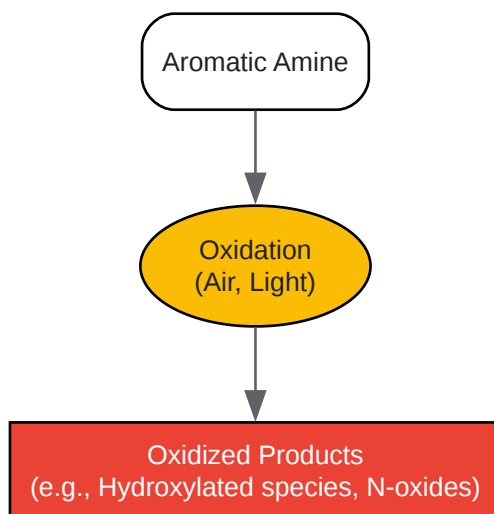 Aromatic Amine
Oxidation
(Air, Light)
Oxidized Products
(e.g., Hydroxylated species, N-oxides)